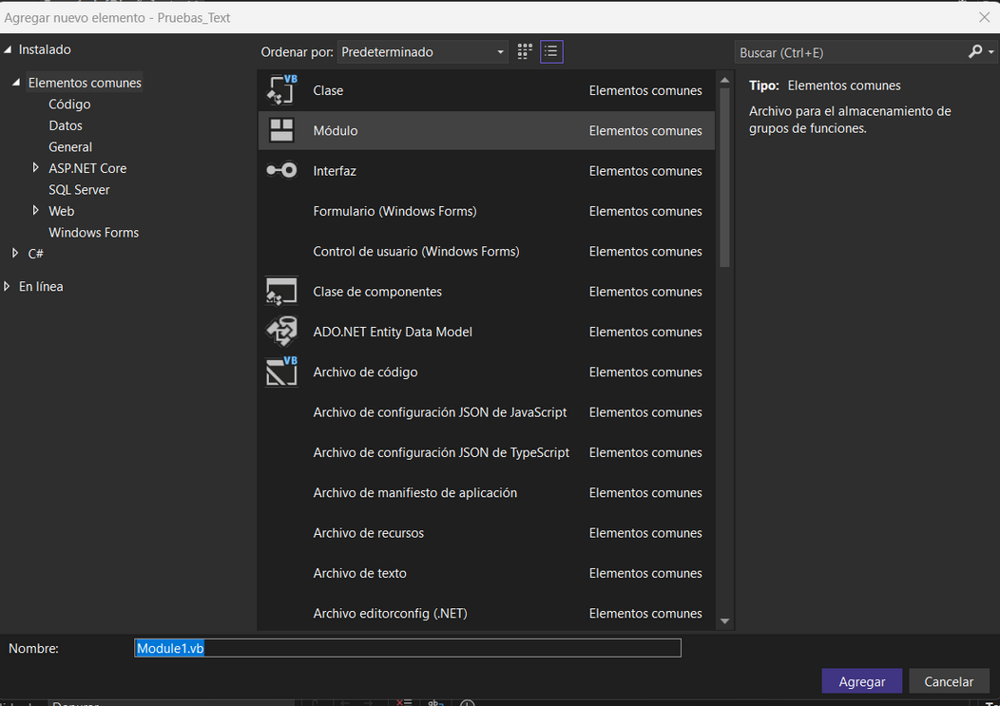 Agregar nuevo elemento - Pruebas_Text
Instalado
Elementos comunes
Código
Datos
General
ASP.NET Core
SQL Server
Web
Windows Forms
C#
En línea
Ordenar por: Predeterminado
VB
Clase Elementos comunes
Módulo Elementos comunes
Interfaz Elementos comunes
Formulario (Windows Forms) Elementos comunes
Control de usuario (Windows Forms) Elementos comunes
Clase de componentes Elementos comunes
ADO.NET Entity Data Model Elementos comunes
VB
Archivo de código Elementos comunes
Archivo de configuración JSON de JavaScript Elementos comunes
Archivo de configuración JSON de TypeScript Elementos comunes
Archivo de manifiesto de aplicación Elementos comunes
Archivo de recursos Elementos comunes
Archivo de texto Elementos comunes
Archivo editorconfig (.NET) Elementos comunes
Buscar (Ctrl+E)
Tipo: Elementos comunes
Archivo para el almacenamiento de
grupos de funciones.
Nombre: Module1.vb
Agregar Cancelar